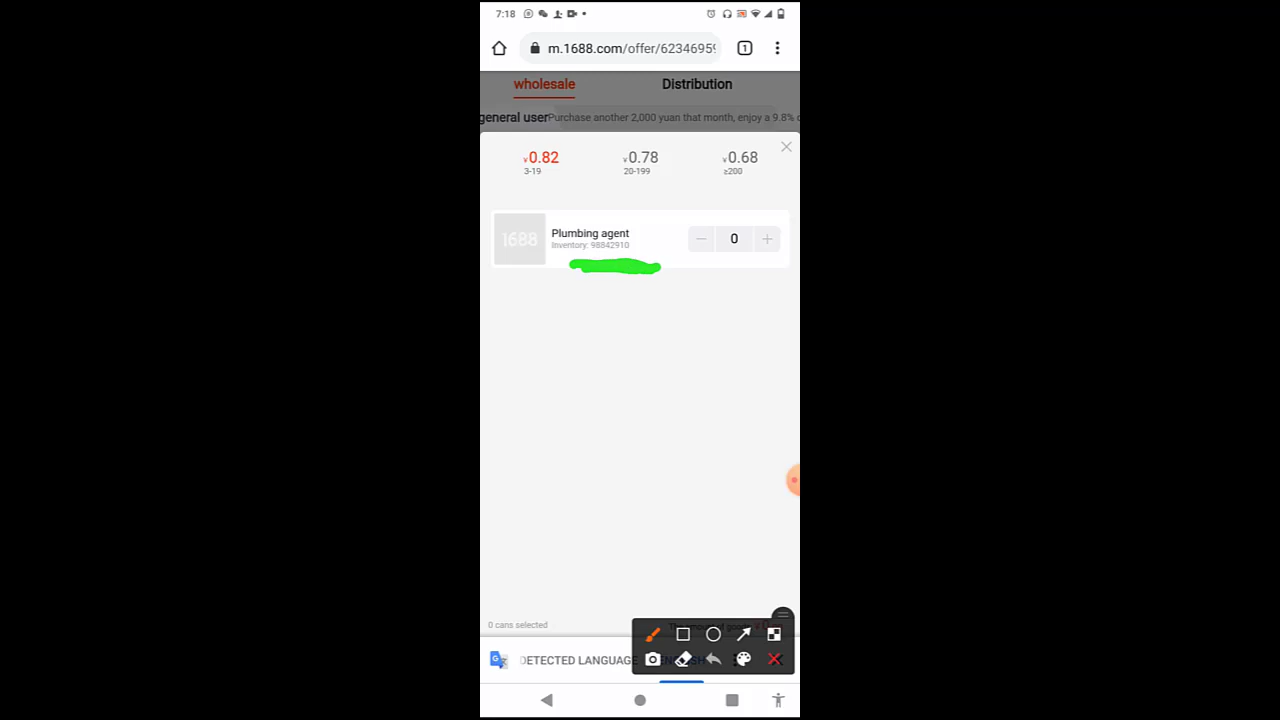 7:18
m.1688.com/offer/62346959
wholesale Distribution
general user Purchase another 2,000 yuan that month, enjoy a 9.8%
¥0.82 ¥0.78 ¥0.68
3-19 20-199 ≥200
1688
Plumbing agent
Inventory: 98842910
0
0 cans selected
DETECTED LANGUAGE